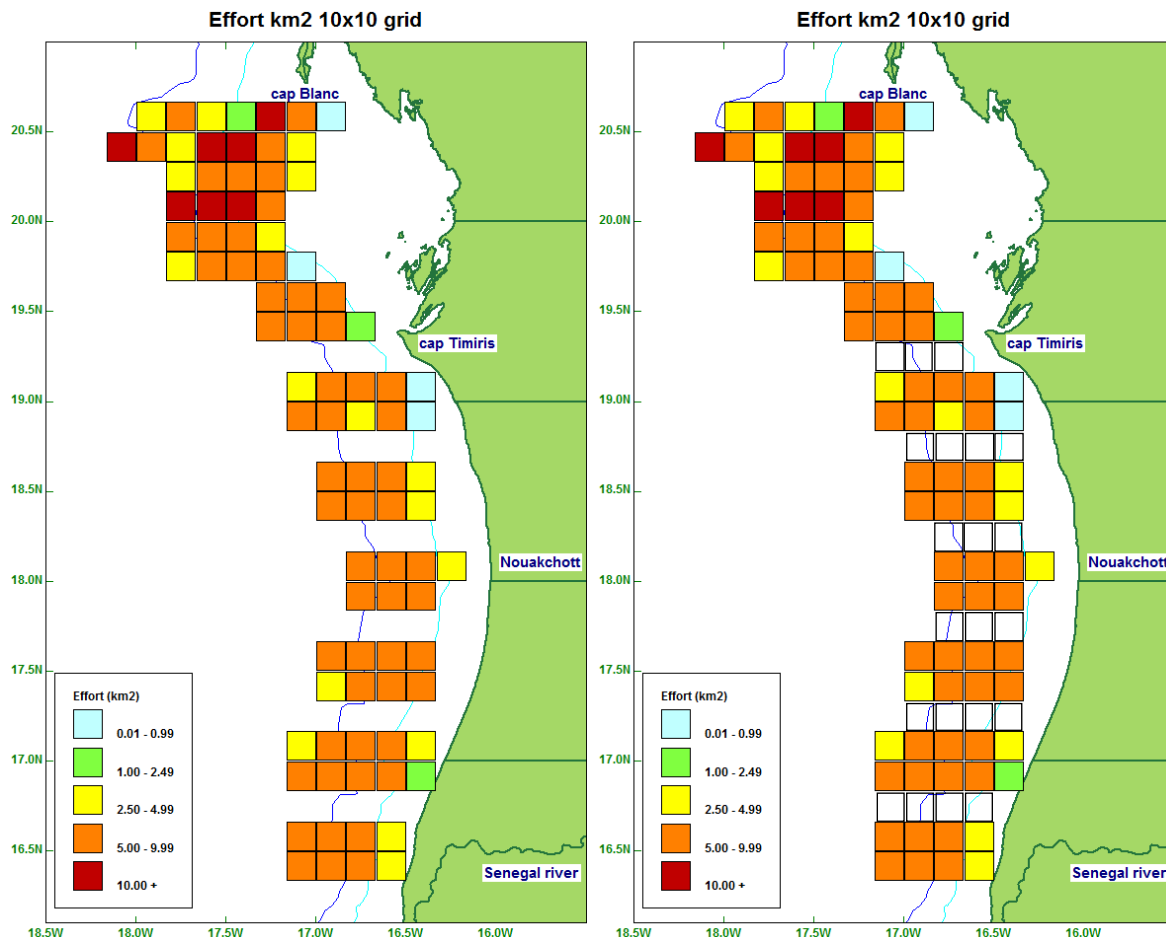 Effort km2 10x10 grid
cap Blanc
20.5N
20.0N
19.5N
cap Timiris
19.0N
18.5N
Nouakchott
18.0N
17.5N
Effort (km2)
0.01 - 0.99
1.00 - 2.49
17.0N
2.50 - 4.99
5.00 - 9.99
16.5N
Senegal river
10.00 +
18.5W 18.0W 17.5W 17.0W 16.5W 16.0W
Effort km2 10x10 grid
cap Blanc
20.5N
20.0N
19.5N
cap Timiris
19.0N
18.5N
Nouakchott
18.0N
17.5N
Effort (km2)
0.01 - 0.99
1.00 - 2.49
17.0N
2.50 - 4.99
5.00 - 9.99
16.5N
Senegal river
10.00 +
18.5W 18.0W 17.5W 17.0W 16.5W 16.0W